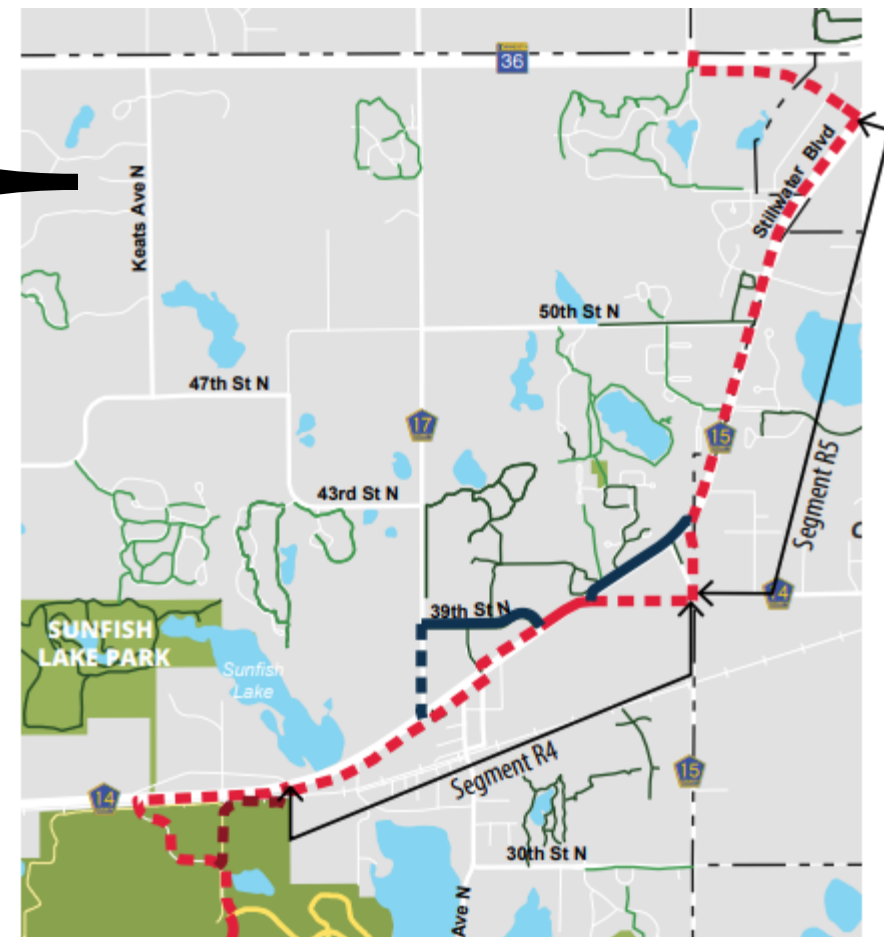 36
Stillwater Blvd
Keats Ave N
50th St N
47th St N
17
15
43rd St N
Segment R5
14
39th St N
SUNFISH
LAKE PARK
Sunfish
Lake
Segment R4
15
14
30th St N
Ave N